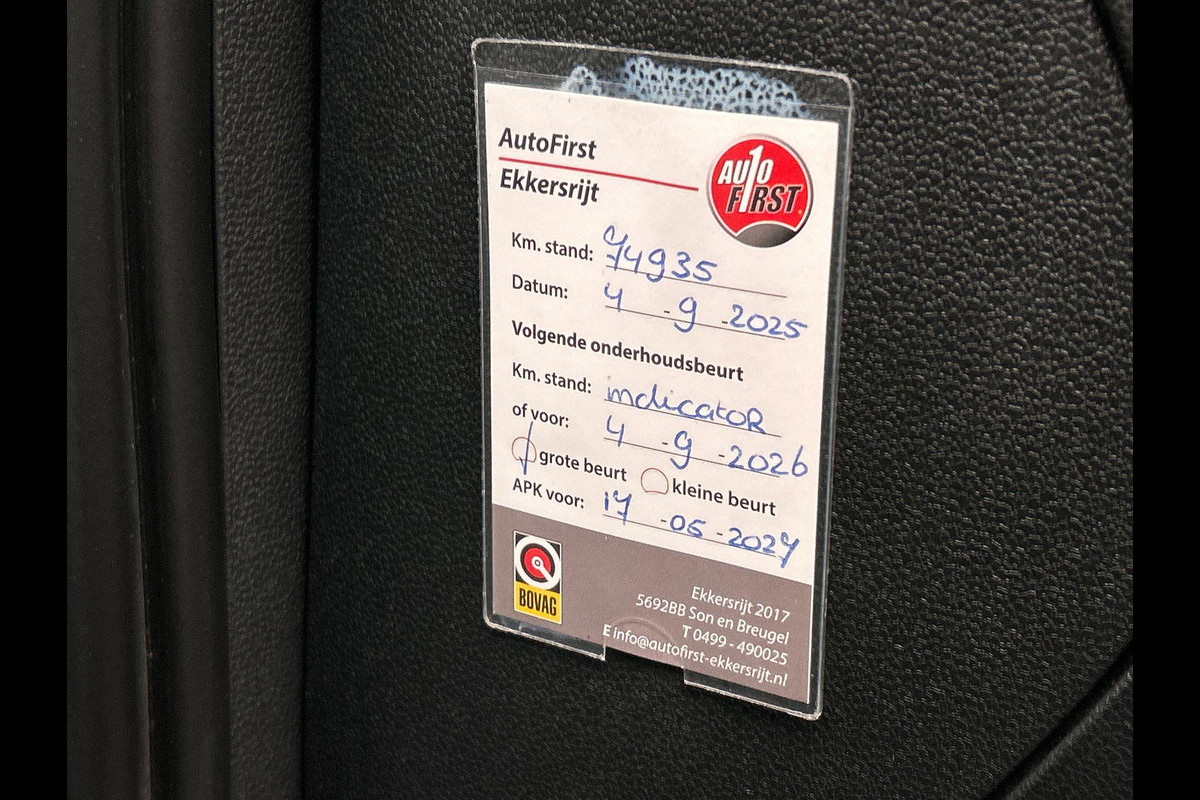 AutoFirst
Ekkersrijt
AUTO
FIRST
Km. stand: 74935
Datum: 4 - 9 - 2025
Volgende onderhoudsbeurt
Km. stand: indicatoR
of voor: 4 - 9 - 2026
grote beurt kleine beurt
APK voor: 17 - 05 - 2027
BOVAG
Ekkersrijt 2017
5692BB Son en Breugel
T 0499 - 490025
E info@autofirst-ekkersrijt.nl